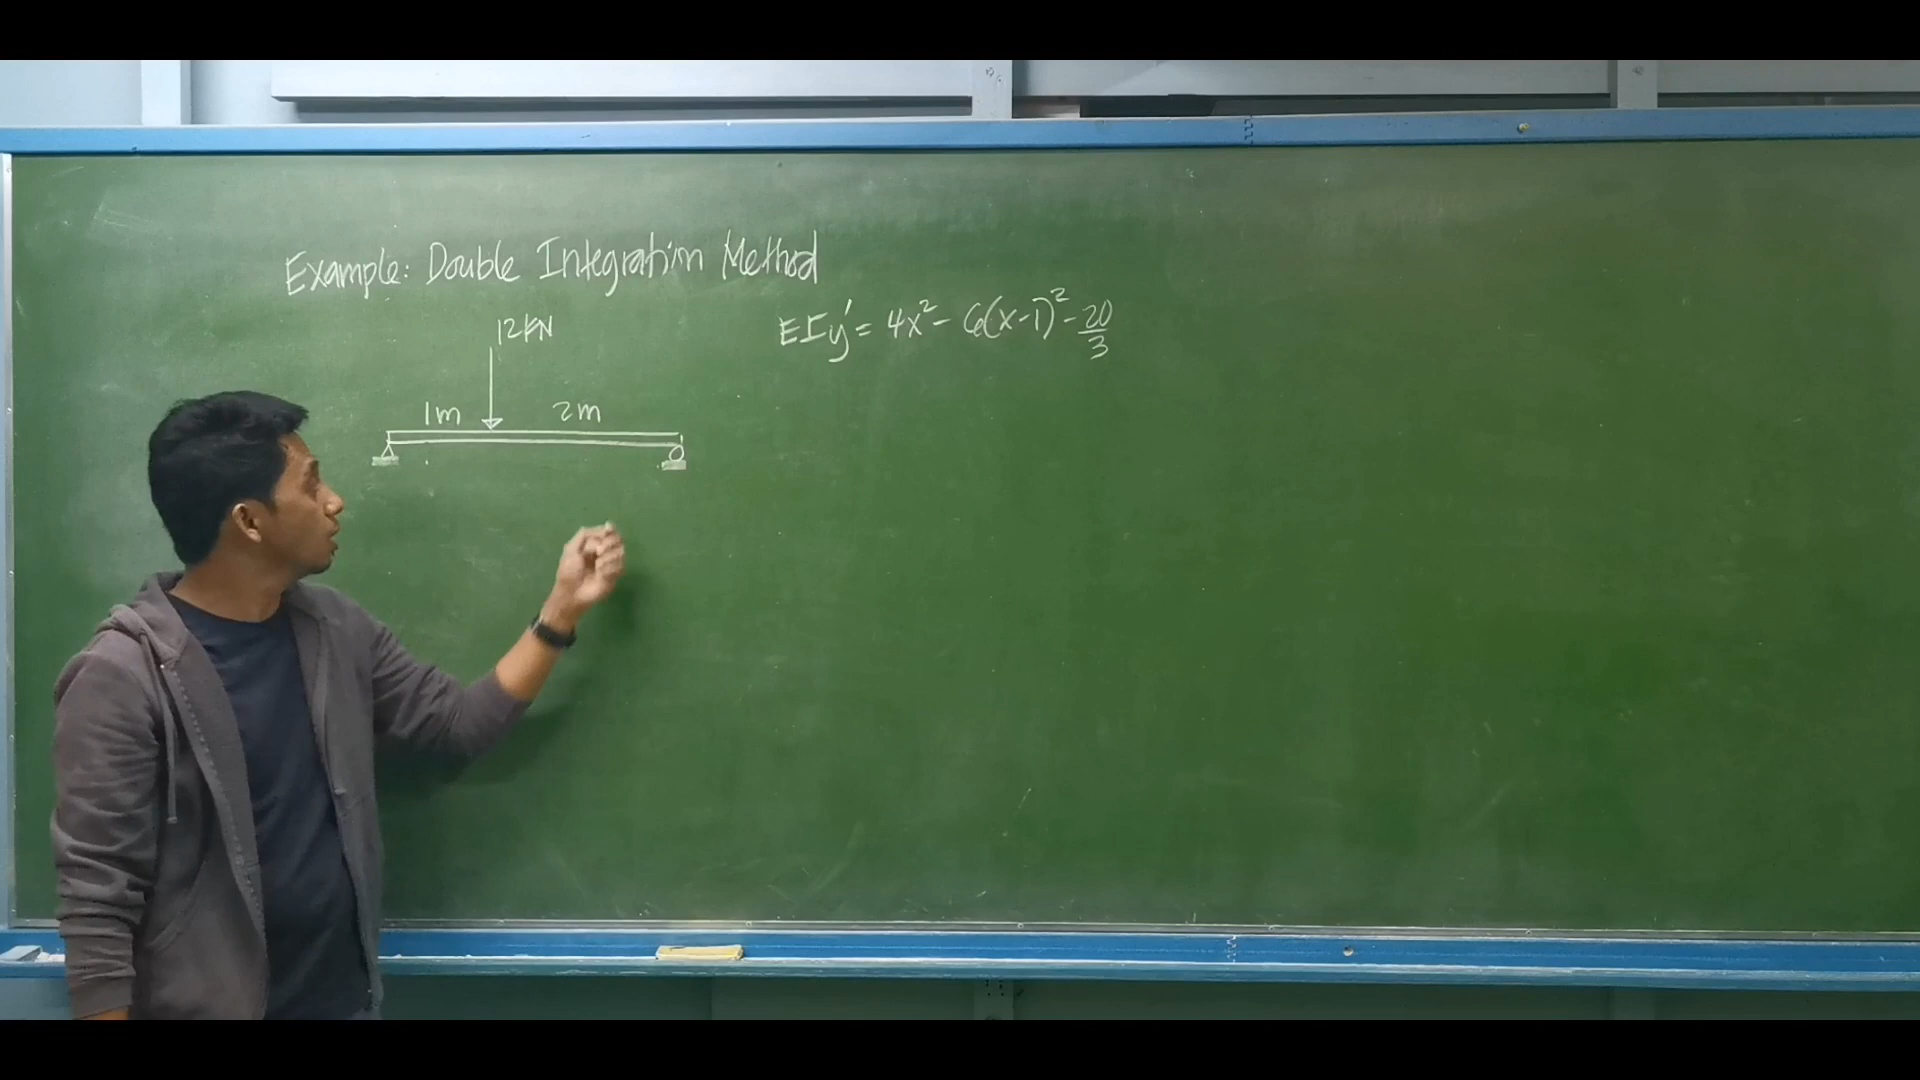 Example: Double Integration Method
12kN
1m 2m
EIy' = 4x² - 6(x-1)² - 20/3